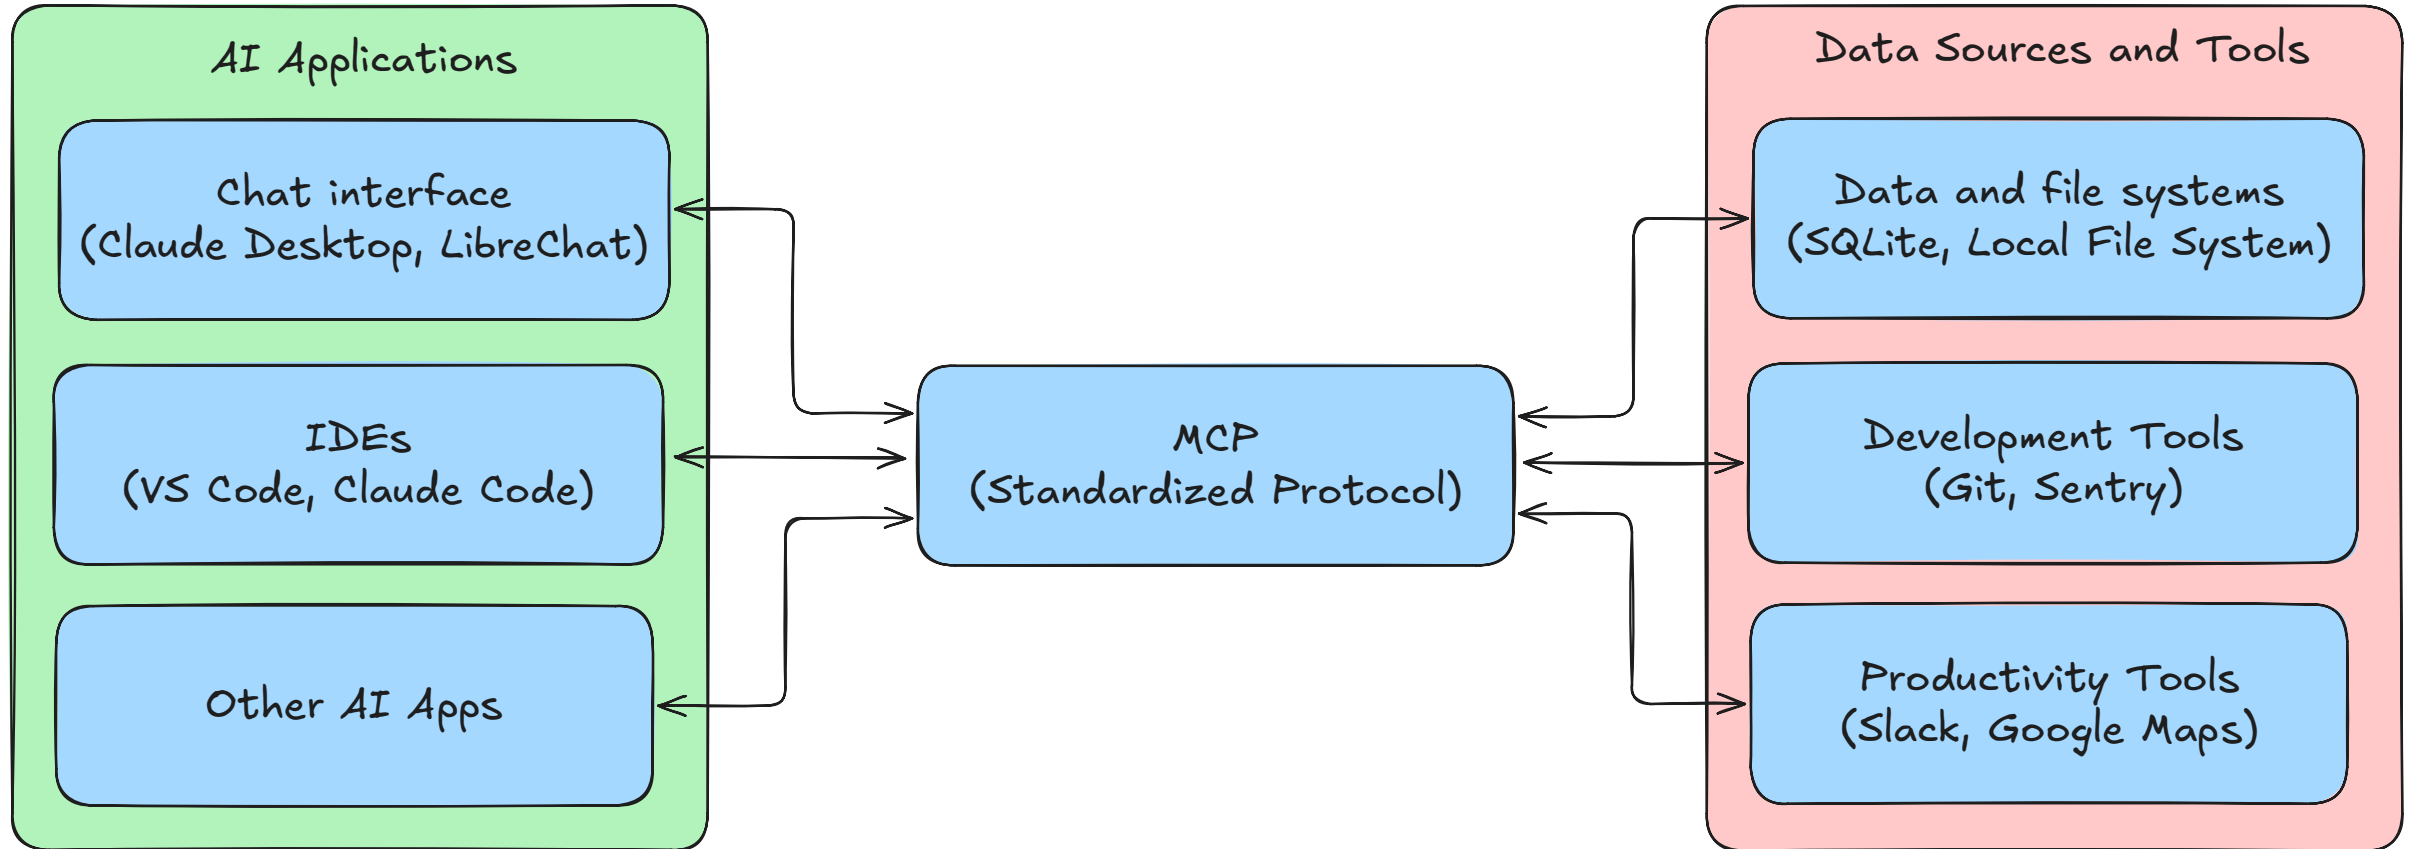 AI Applications
Chat interface
(Claude Desktop, LibreChat)
IDEs
(VS Code, Claude Code)
Other AI Apps
MCP
(Standardized Protocol)
Data Sources and Tools
Data and file systems
(SQLite, Local File System)
Development Tools
(Git, Sentry)
Productivity Tools
(Slack, Google Maps)